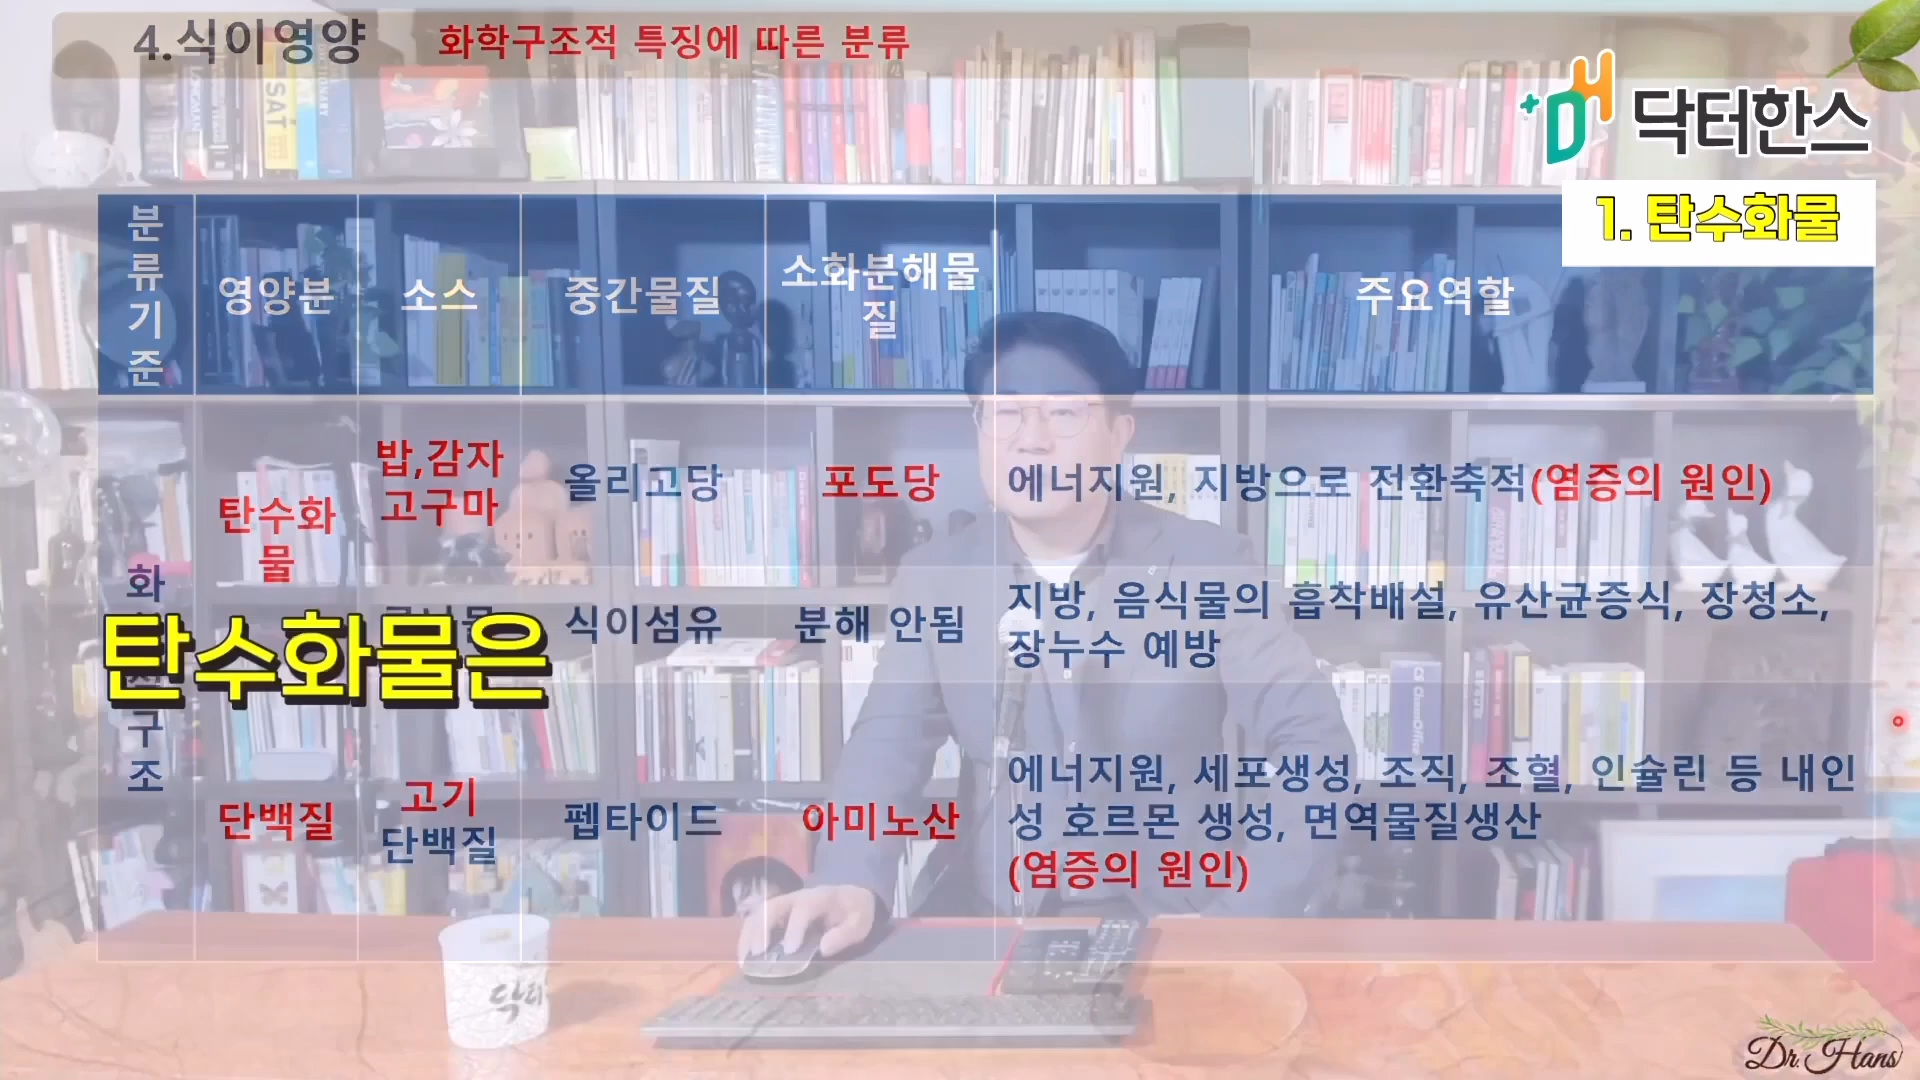 4.식이영양 화학구조적 특징에 따른 분류
+DH 닥터한스
1. 탄수화물
분류기준 영양분 소스 중간물질 소화분해물질 주요역할
탄수화물
밥,감자
고구마
올리고당 포도당 에너지원, 지방으로 전환축적(염증의 원인)
식이섬유 분해 안됨 지방, 음식물의 흡착배설, 유산균증식, 장청소,
장누수 예방
탄수화물은
구조
단백질
고기
단백질
펩타이드 아미노산
에너지원, 세포생성, 조직, 조혈, 인슐린 등 내인
성 호르몬 생성, 면역물질생산
(염증의 원인)
SAT
닥터
Dr. Hans